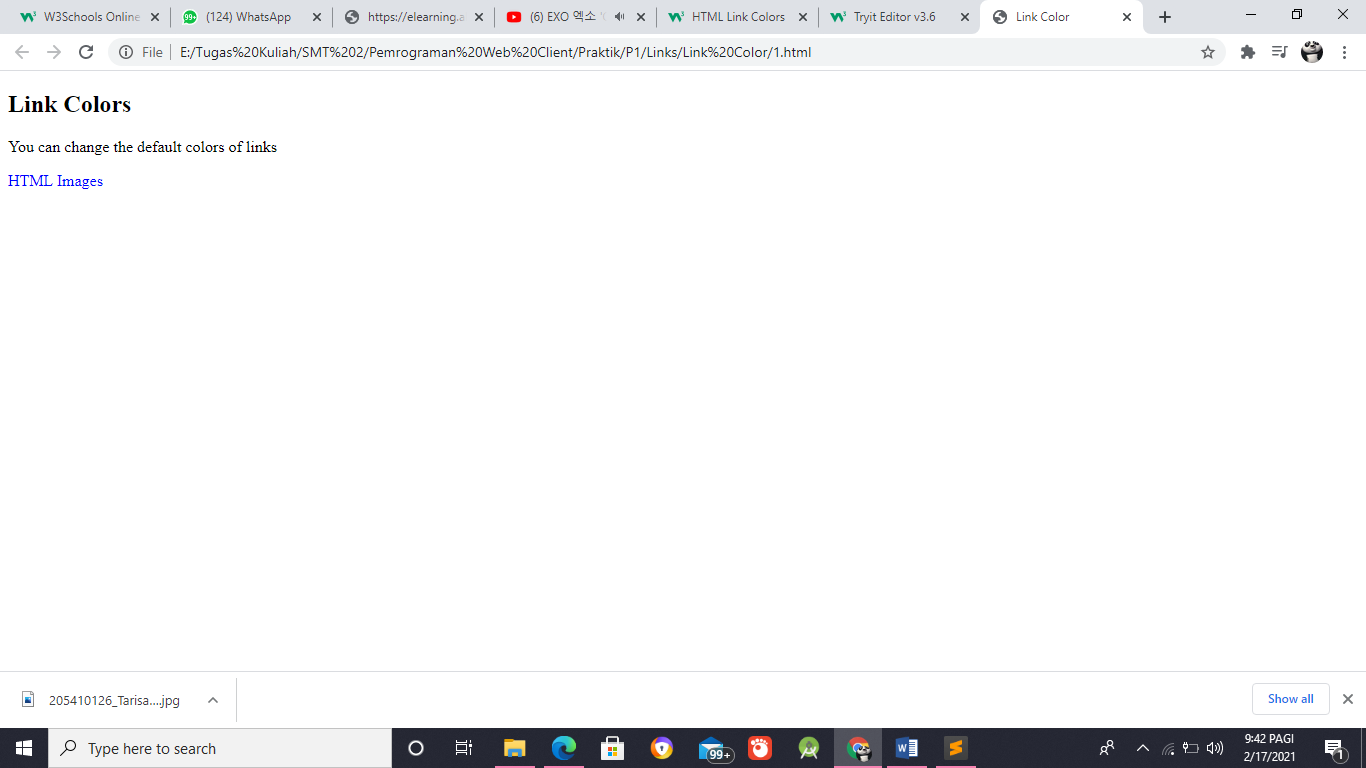 W3Schools Online
(124) WhatsApp
https://elearning.a
(6) EXO 엑소 '
HTML Link Colors
Tryit Editor v3.6
Link Color
File
E:/Tugas%20Kuliah/SMT%202/Pemrograman%20Web%20Client/Praktik/P1/Links/Link%20Color/1.html
Link Colors
You can change the default colors of links
HTML Images
205410126_Tarisa....jpg
Show all
Type here to search
99+
9:42 PAGI
2/17/2021
1